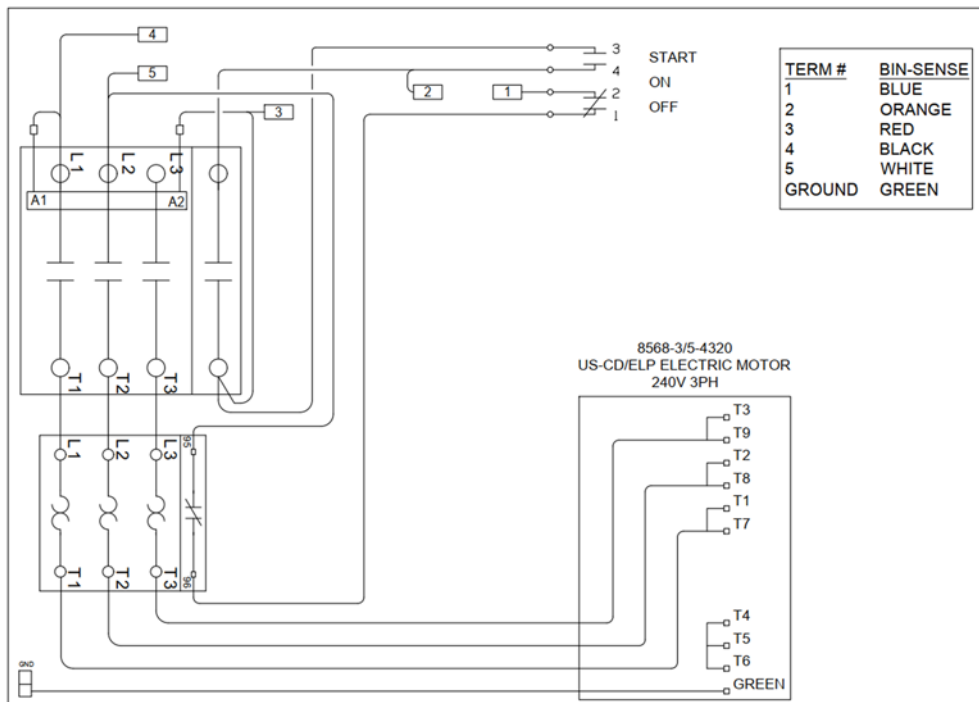 4
5
3
2
1
3
4
2
1
START
ON
OFF
TERM # BIN-SENSE
1 BLUE
2 ORANGE
3 RED
4 BLACK
5 WHITE
GROUND GREEN
L1 L2 L3
A1 A2
T1 T2 T3
L1 L2 L3 95
T1 T2 T3 96
8568-3/5-4320
US-CD/ELP ELECTRIC MOTOR
240V 3PH
T3
T9
T2
T8
T1
T7
T4
T5
T6
GREEN
GND